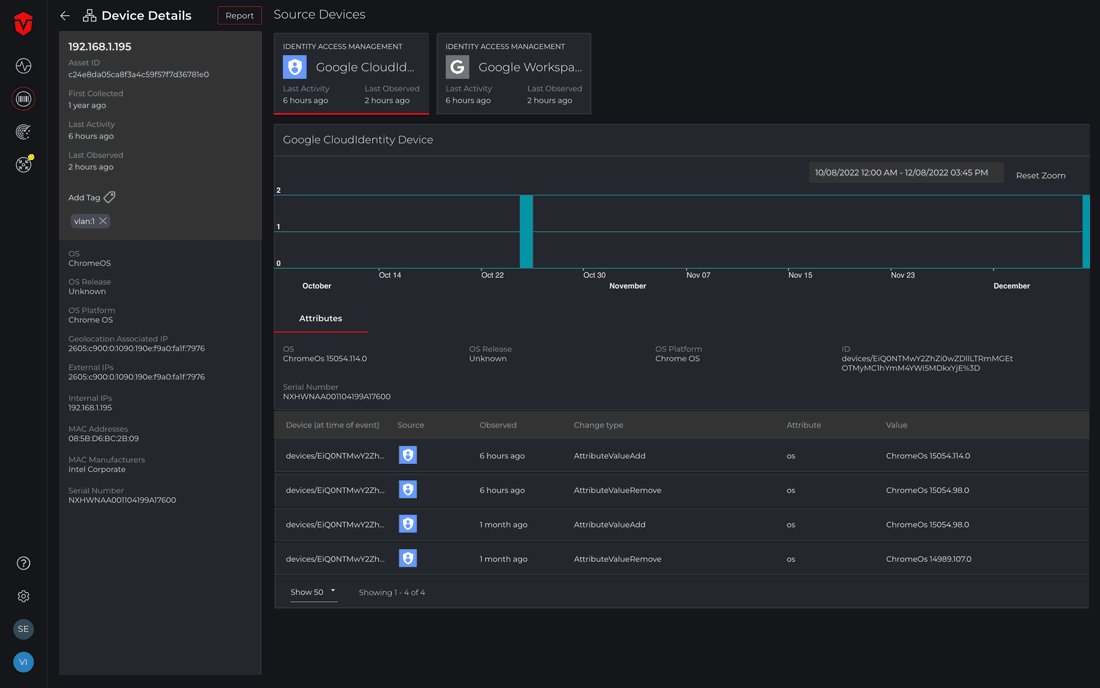 Device Details
Report
192.168.1.195
Asset ID
c24e8da05ca8f3a4c59f57f7d36781e0
First Collected
1 year ago
Last Activity
6 hours ago
Last Observed
2 hours ago
Add Tag
vlan:1
OS
ChromeOS
OS Release
Unknown
OS Platform
Chrome OS
Geolocation Associated IP
2605:c900:0:1090:190e:f9a0:fa1f:7976
External IPs
2605:c900:0:1090:190e:f9a0:fa1f:7976
Internal IPs
192.168.1.195
MAC Addresses
08:5B:D6:BC:2B:09
MAC Manufacturers
Intel Corporate
Serial Number
NXHWNAA001104199A17600
SE
VI
Source Devices
IDENTITY ACCESS MANAGEMENT
Google CloudId...
Last Activity Last Observed
6 hours ago 2 hours ago
IDENTITY ACCESS MANAGEMENT
G Google Workspa...
Last Activity Last Observed
6 hours ago 2 hours ago
Google CloudIdentity Device
10/08/2022 12:00 AM - 12/08/2022 03:45 PM Reset Zoom
2
1
0
Oct 14 Oct 22 Oct 30 Nov 07 Nov 15 Nov 23
October November December
Attributes
OS OS Release OS Platform ID
ChromeOs 15054.114.0 Unknown Chrome OS devices/EiQ0NTMwY2ZhZi0wZDllLTRmMGEt
OTMyMC1hYmM4YWI5MDkxYjE%3D
Serial Number
NXHWNAA001104199A17600
Device (at time of event) Source Observed Change type Attribute Value
devices/EiQ0NTMwY2Zh... 6 hours ago AttributeValueAdd os ChromeOs 15054.114.0
devices/EiQ0NTMwY2Zh... 6 hours ago AttributeValueRemove os ChromeOs 15054.98.0
devices/EiQ0NTMwY2Zh... 1 month ago AttributeValueAdd os ChromeOs 15054.98.0
devices/EiQ0NTMwY2Zh... 1 month ago AttributeValueRemove os ChromeOs 14989.107.0
Show 50 Showing 1 - 4 of 4